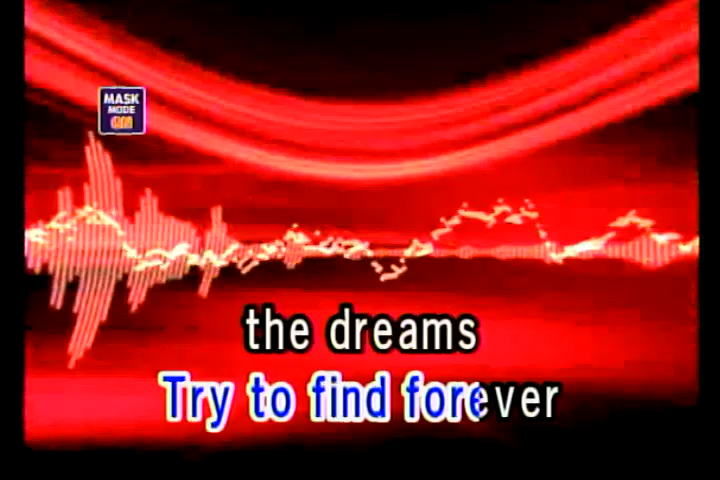 MASK
MODE
ON
the dreams
Try to find forever